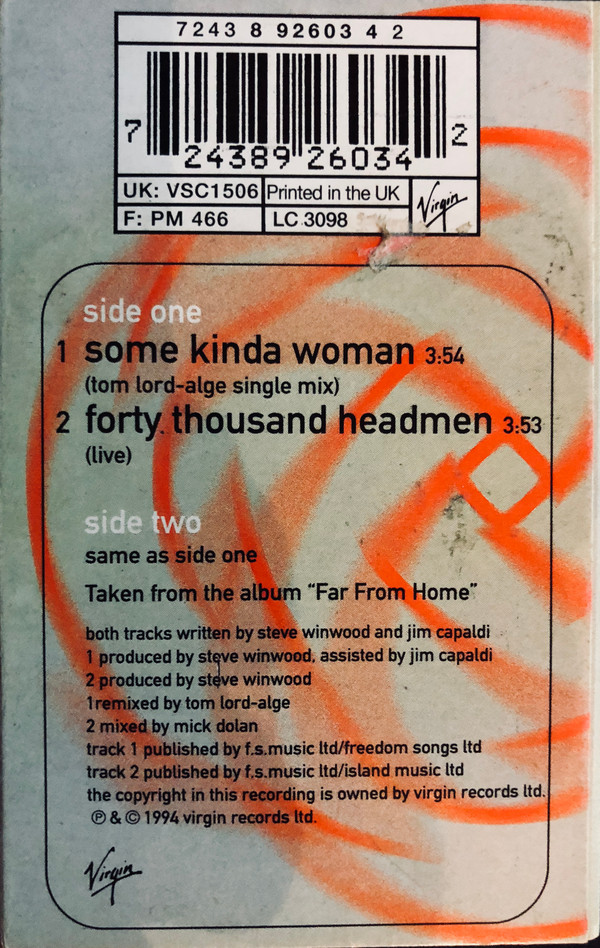 7243 8 92603 4 2
7 24389 26034 2
UK: VSC1506 Printed in the UK
F: PM 466 LC 3098
Virgin
side one
1 some kinda woman 3:54
(tom lord-alge single mix)
2 forty thousand headmen 3:53
(live)
side two
same as side one
Taken from the album "Far From Home"
both tracks written by steve winwood and jim capaldi
1 produced by steve winwood, assisted by jim capaldi
2 produced by steve winwood
1 remixed by tom lord-alge
2 mixed by mick dolan
track 1 published by f.s.music ltd/freedom songs ltd
track 2 published by f.s.music ltd/island music ltd
the copyright in this recording is owned by virgin records ltd.
℗ & © 1994 virgin records ltd.
Virgin